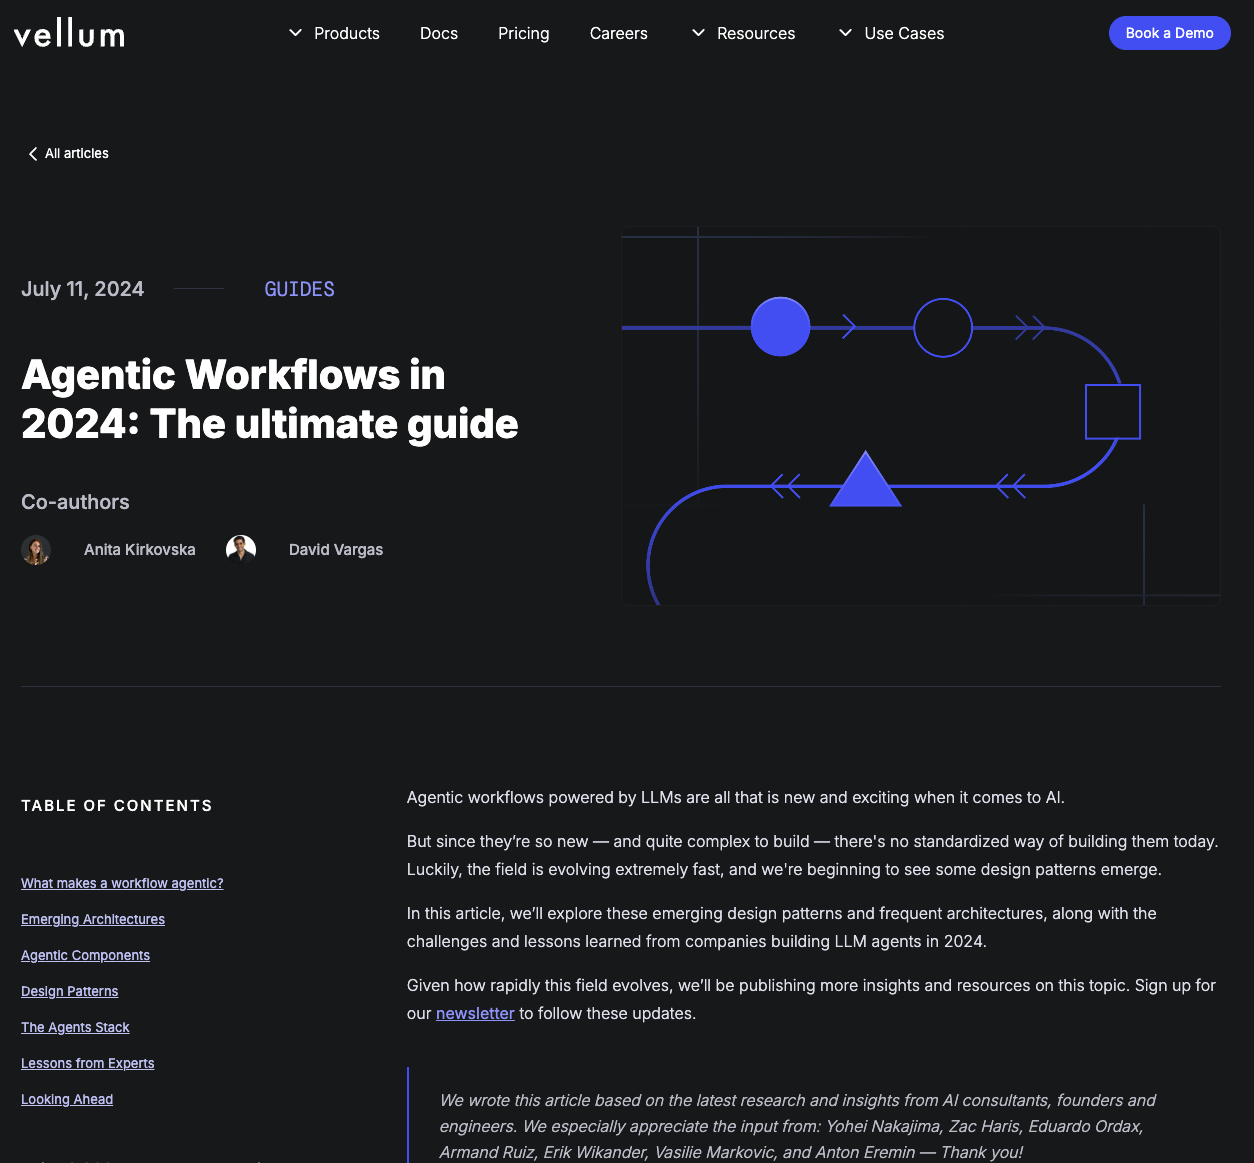 vellum
Products
Docs
Pricing
Careers
Resources
Use Cases
Book a Demo
All articles
July 11, 2024
GUIDES
Agentic Workflows in
2024: The ultimate guide
Co-authors
Anita Kirkovska
David Vargas
TABLE OF CONTENTS
What makes a workflow agentic?
Emerging Architectures
Agentic Components
Design Patterns
The Agents Stack
Lessons from Experts
Looking Ahead
Agentic workflows powered by LLMs are all that is new and exciting when it comes to AI.
But since they’re so new — and quite complex to build — there's no standardized way of building them today.
Luckily, the field is evolving extremely fast, and we're beginning to see some design patterns emerge.
In this article, we’ll explore these emerging design patterns and frequent architectures, along with the
challenges and lessons learned from companies building LLM agents in 2024.
Given how rapidly this field evolves, we’ll be publishing more insights and resources on this topic. Sign up for
our newsletter to follow these updates.
We wrote this article based on the latest research and insights from AI consultants, founders and
engineers. We especially appreciate the input from: Yohei Nakajima, Zac Haris, Eduardo Ordax,
Armand Ruiz, Erik Wikander, Vasilie Markovic, and Anton Eremin — Thank you!